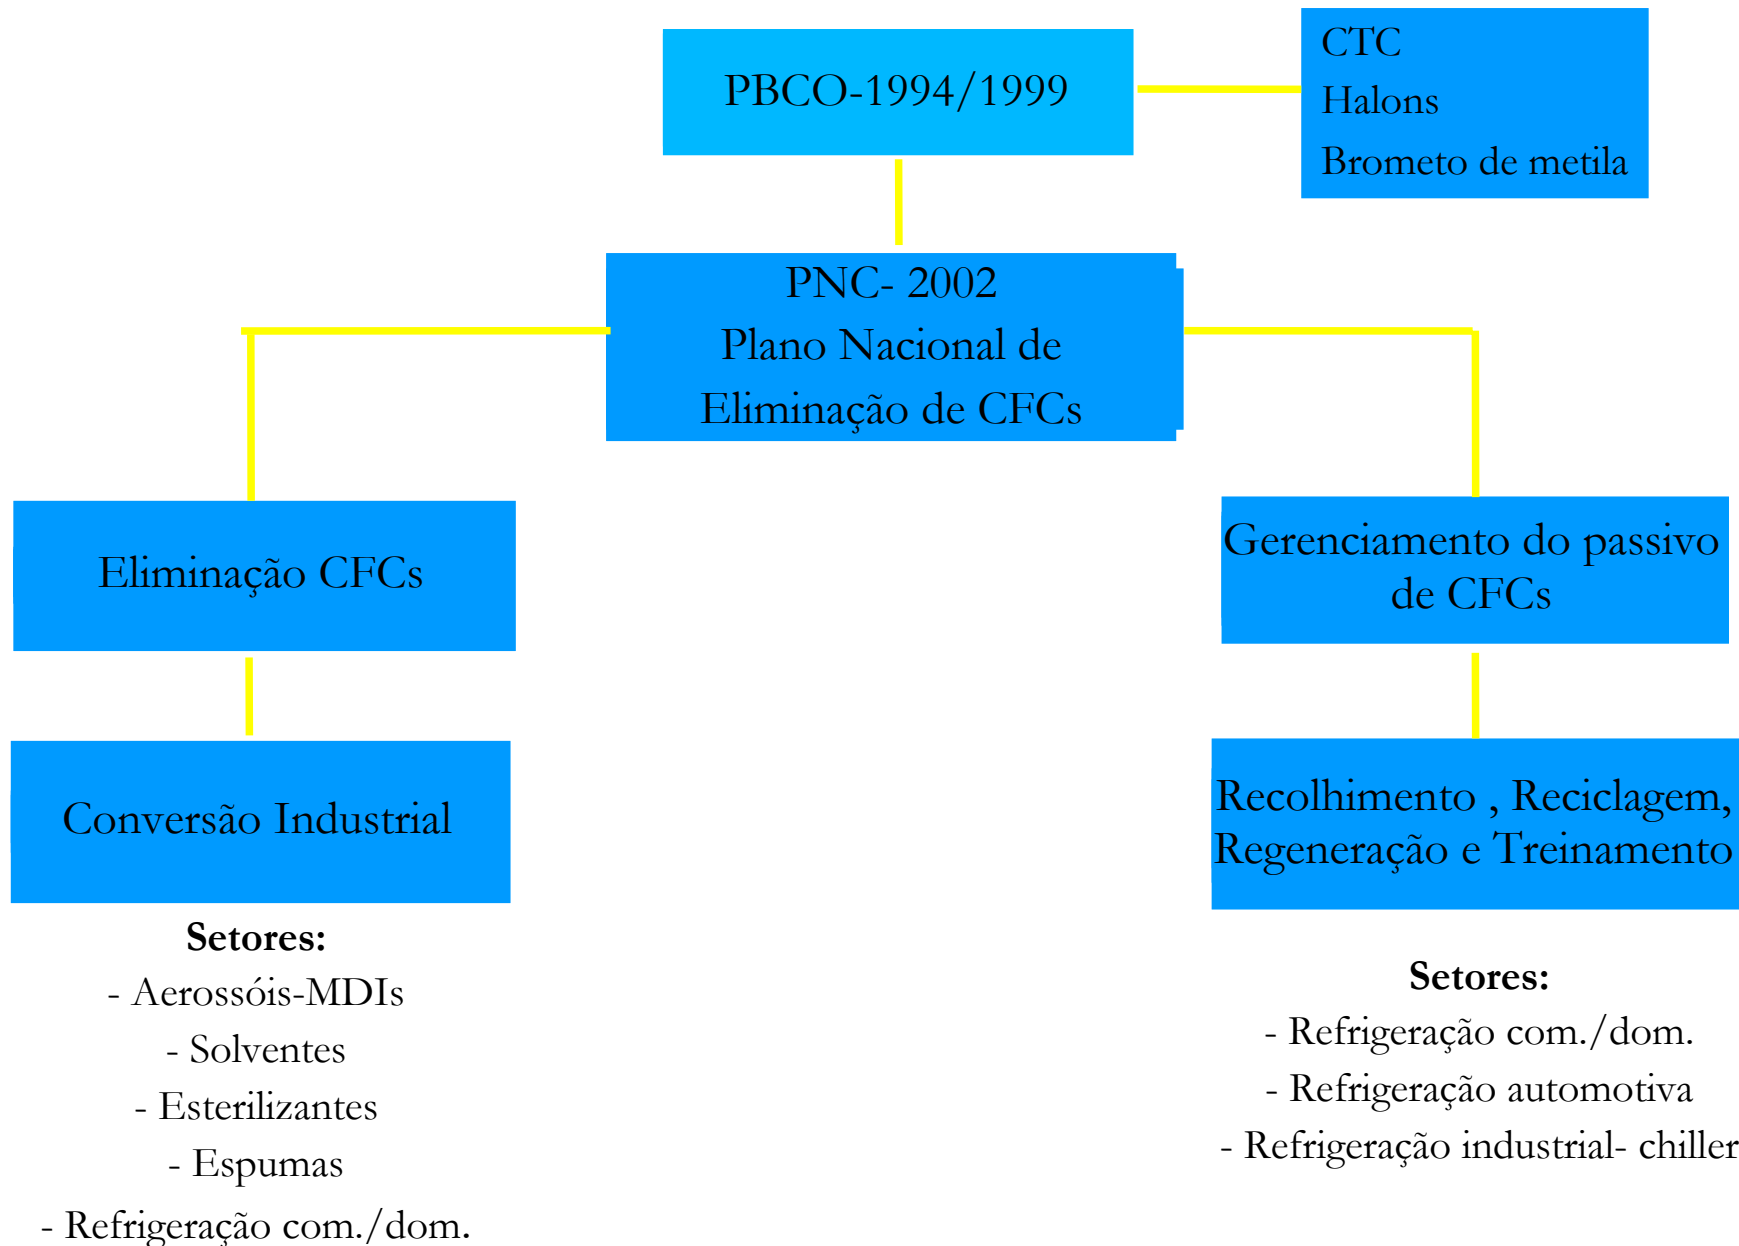 PBCO-1994/1999
CTC
Halons
Brometo de metila
PNC- 2002
Plano Nacional de
Eliminação de CFCs
Eliminação CFCs
Gerenciamento do passivo
de CFCs
Conversão Industrial
Recolhimento , Reciclagem,
Regeneração e Treinamento
Setores:
- Aerossóis-MDIs
- Solventes
- Esterilizantes
- Espumas
- Refrigeração com./dom.
Setores:
- Refrigeração com./dom.
- Refrigeração automotiva
- Refrigeração industrial- chiller